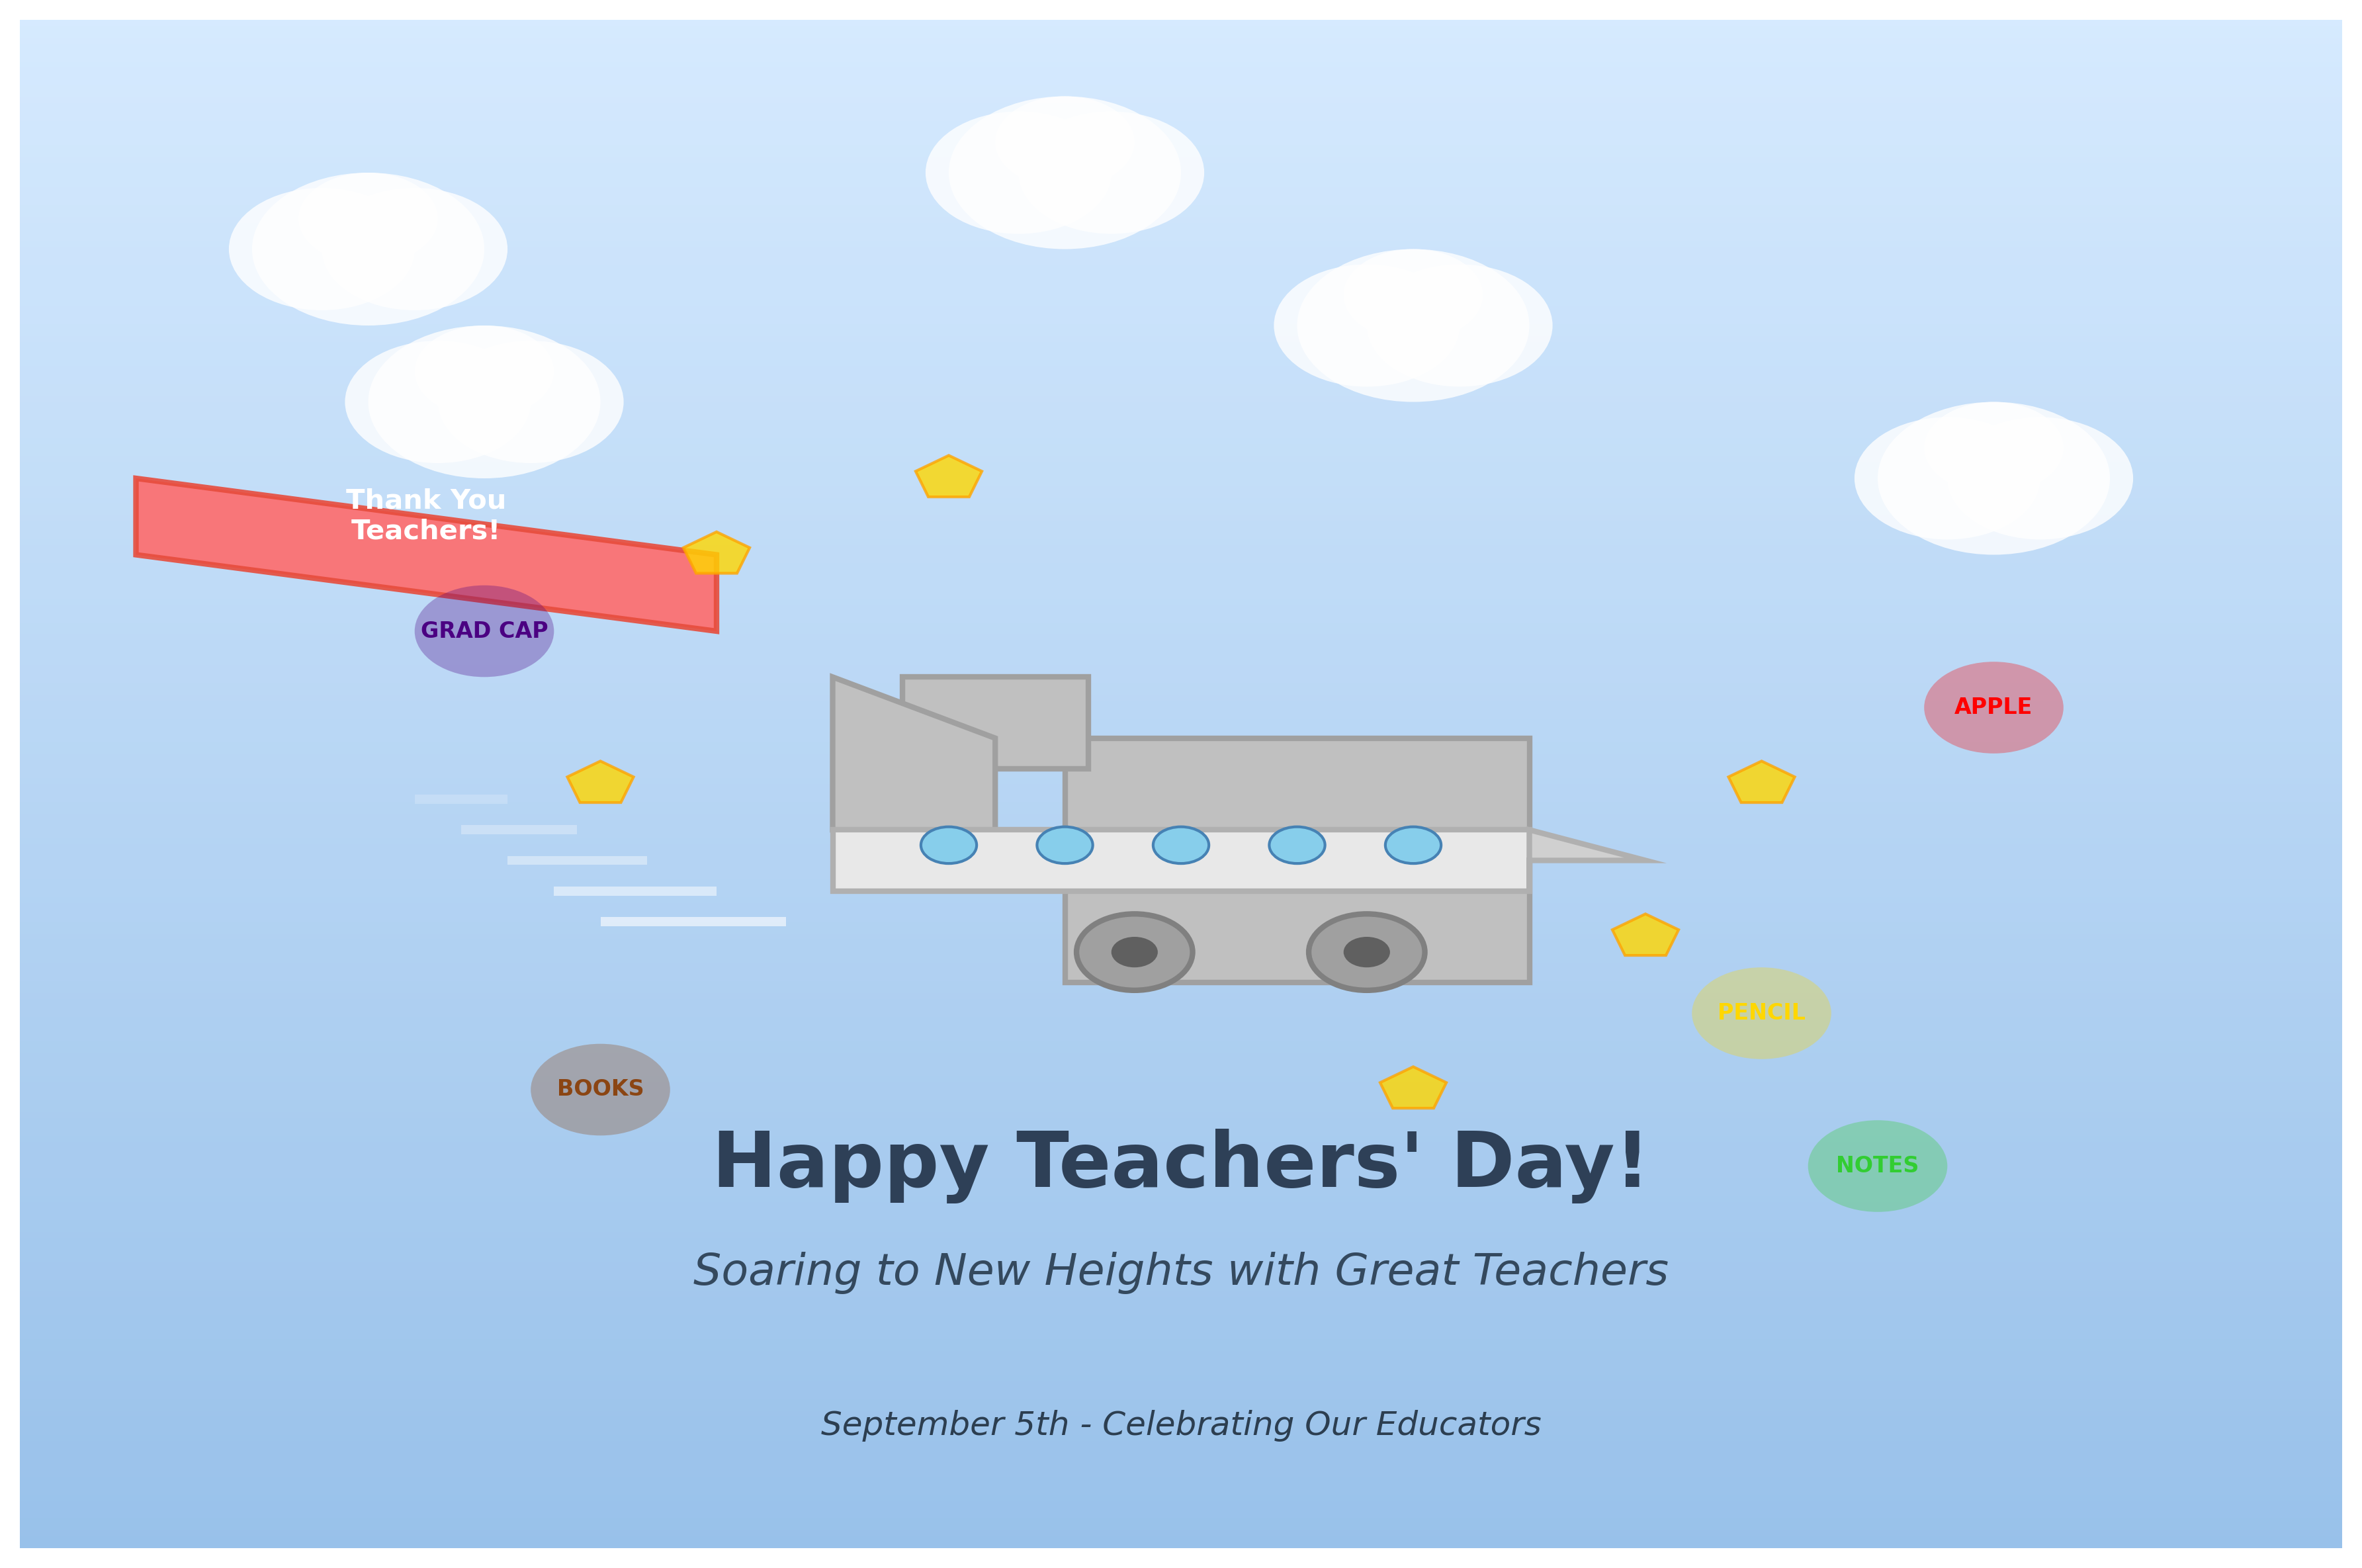 Thank You
Teachers!
GRAD CAP
APPLE
PENCIL
BOOKS
Happy Teachers' Day!
NOTES
Soaring to New Heights with Great Teachers
September 5th - Celebrating Our Educators